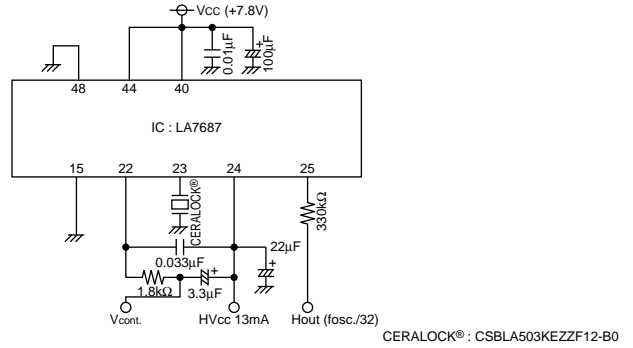 VCC (+7.8V)
0.01μF
100μF
+
48 44 40
IC : LA7687
15 22 23 24 25
CERALOCK®
330kΩ
22μF
+
0.033μF
+
1.8kΩ 3.3μF
Vcont. HVcc 13mA Hout (fosc./32)
CERALOCK® : CSBLA503KEZZF12-B0